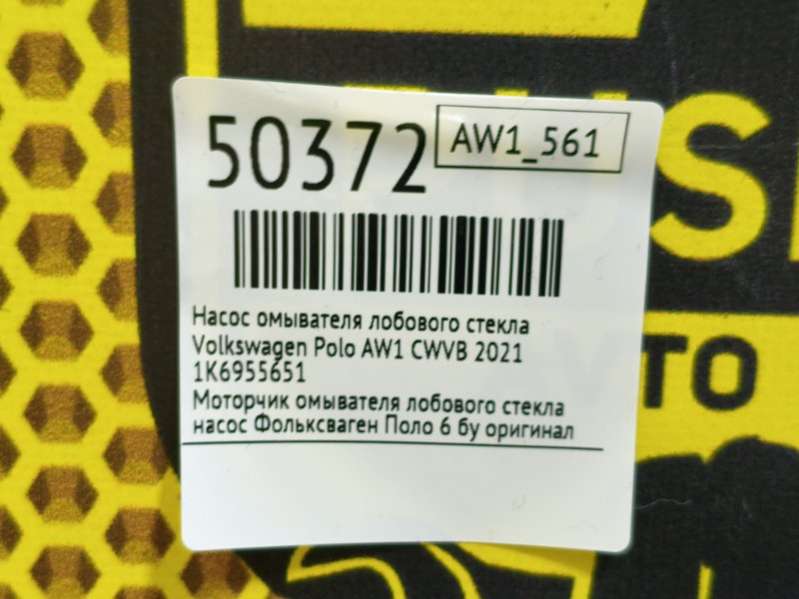 50372
AW1_561
Насос омывателя лобового стекла
Volkswagen Polo AW1 CWVB 2021
1K6955651
Моторчик омывателя лобового стекла
насос Фольксваген Поло 6 бу оригинал